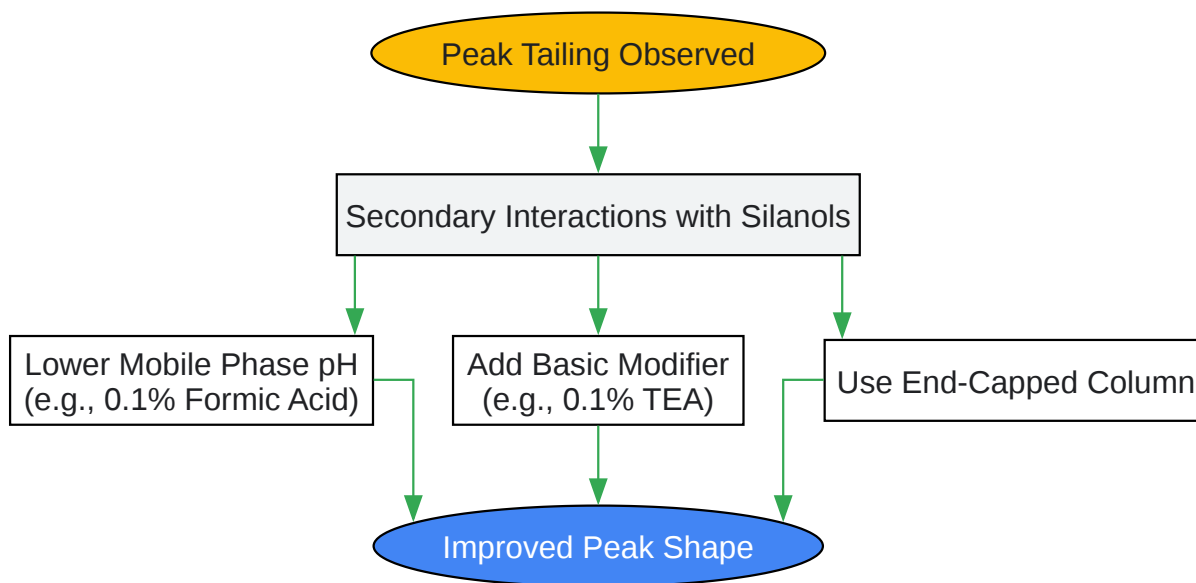 Peak Tailing Observed
Secondary Interactions with Silanols
Lower Mobile Phase pH
(e.g., 0.1% Formic Acid)
Add Basic Modifier
(e.g., 0.1% TEA)
Use End-Capped Column
Improved Peak Shape